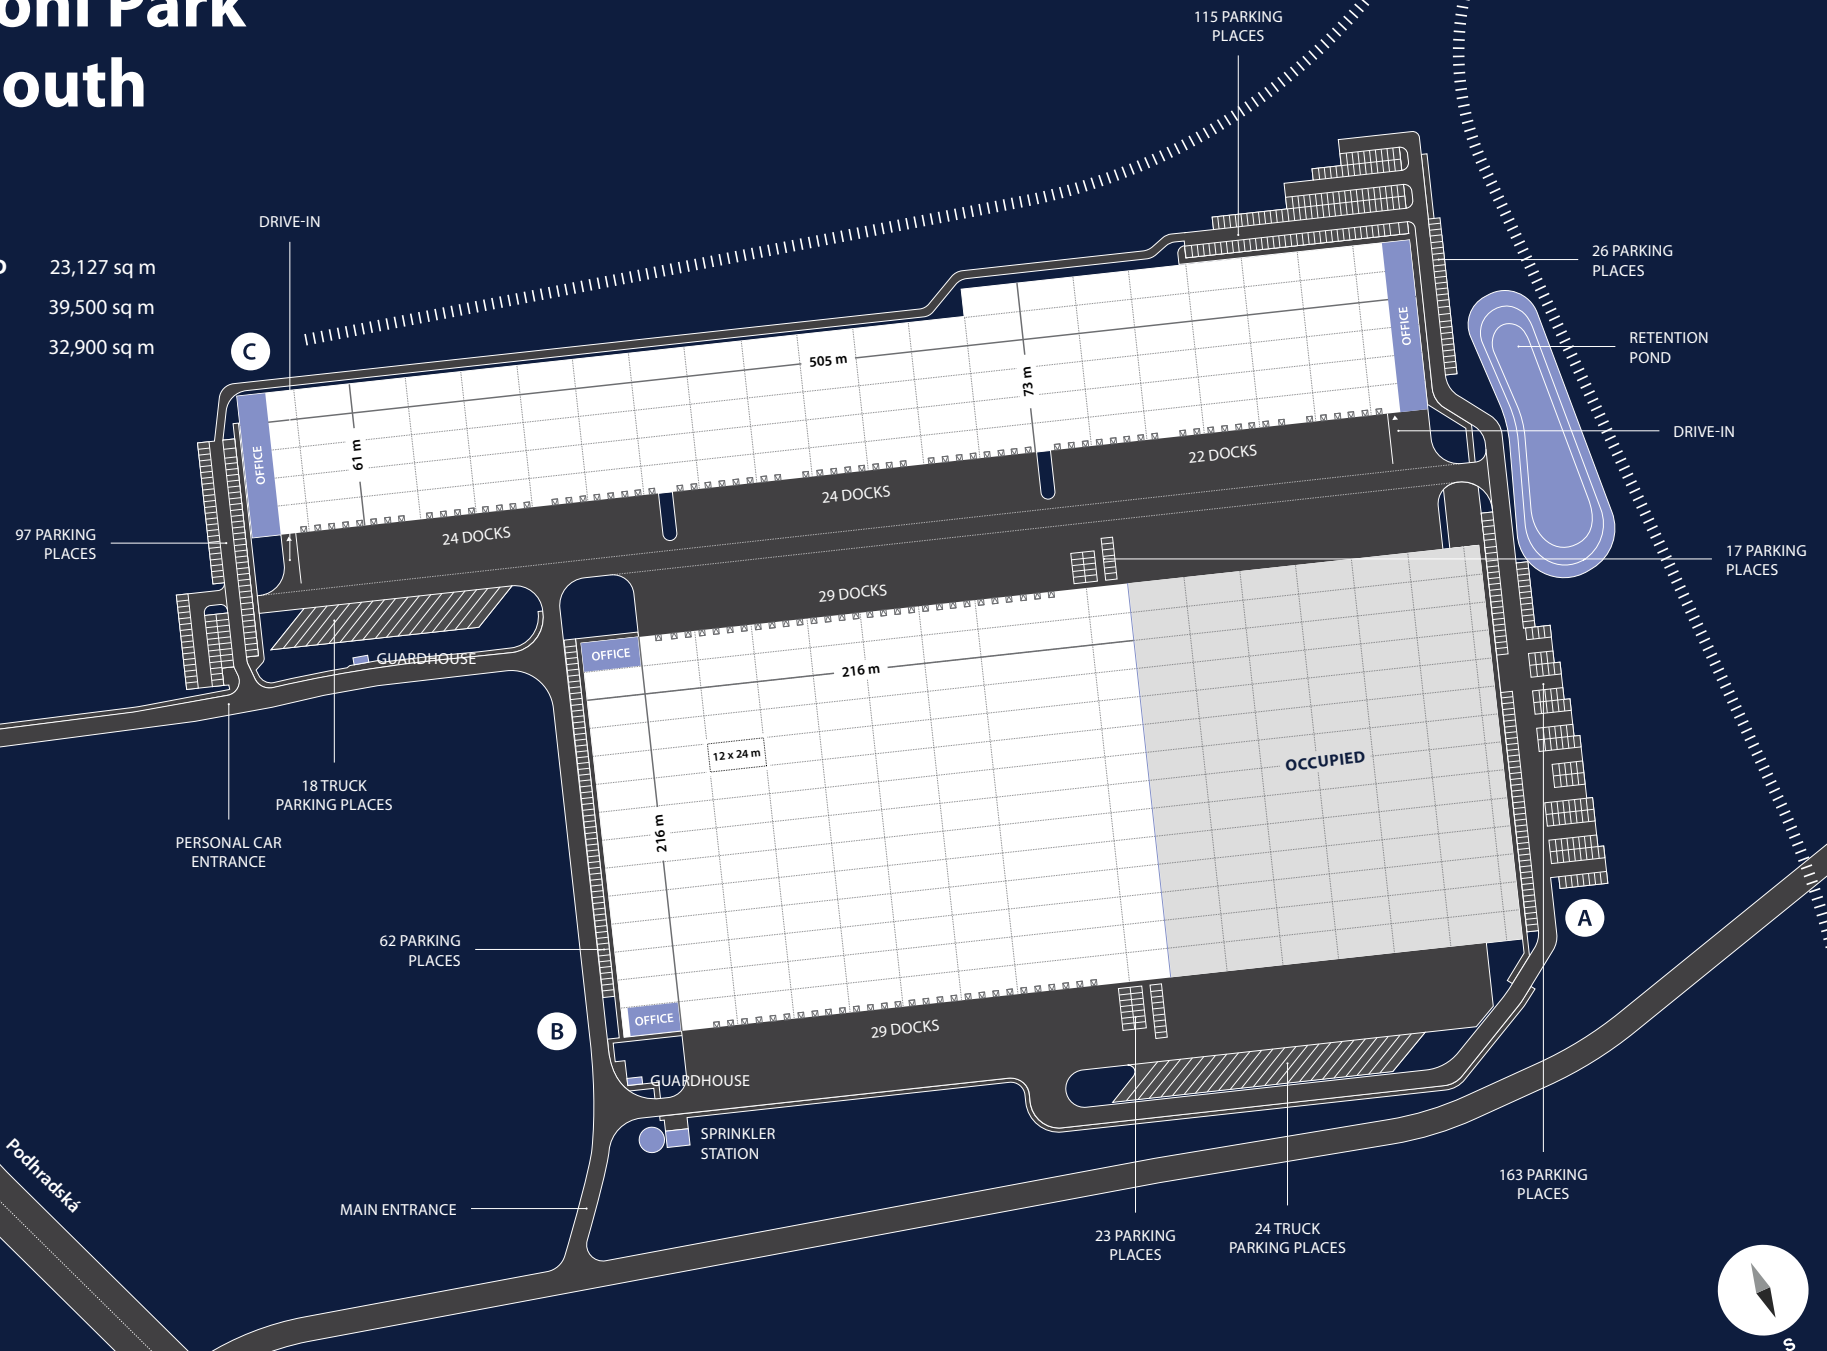 oni Park
outh
115 PARKING
PLACES
DRIVE-IN
23,127 sq m
39,500 sq m
32,900 sq m
26 PARKING
PLACES
RETENTION
POND
C
505 m
73 m
61 m
OFFICE
OFFICE
DRIVE-IN
22 DOCKS
24 DOCKS
24 DOCKS
97 PARKING
PLACES
17 PARKING
PLACES
29 DOCKS
OFFICE
GUARDHOUSE
216 m
12 x 24 m
OCCUPIED
216 m
18 TRUCK
PARKING PLACES
PERSONAL CAR
ENTRANCE
A
62 PARKING
PLACES
OFFICE
B
29 DOCKS
GUARDHOUSE
SPRINKLER
STATION
Podhradská
MAIN ENTRANCE
163 PARKING
PLACES
23 PARKING
PLACES
24 TRUCK
PARKING PLACES
S